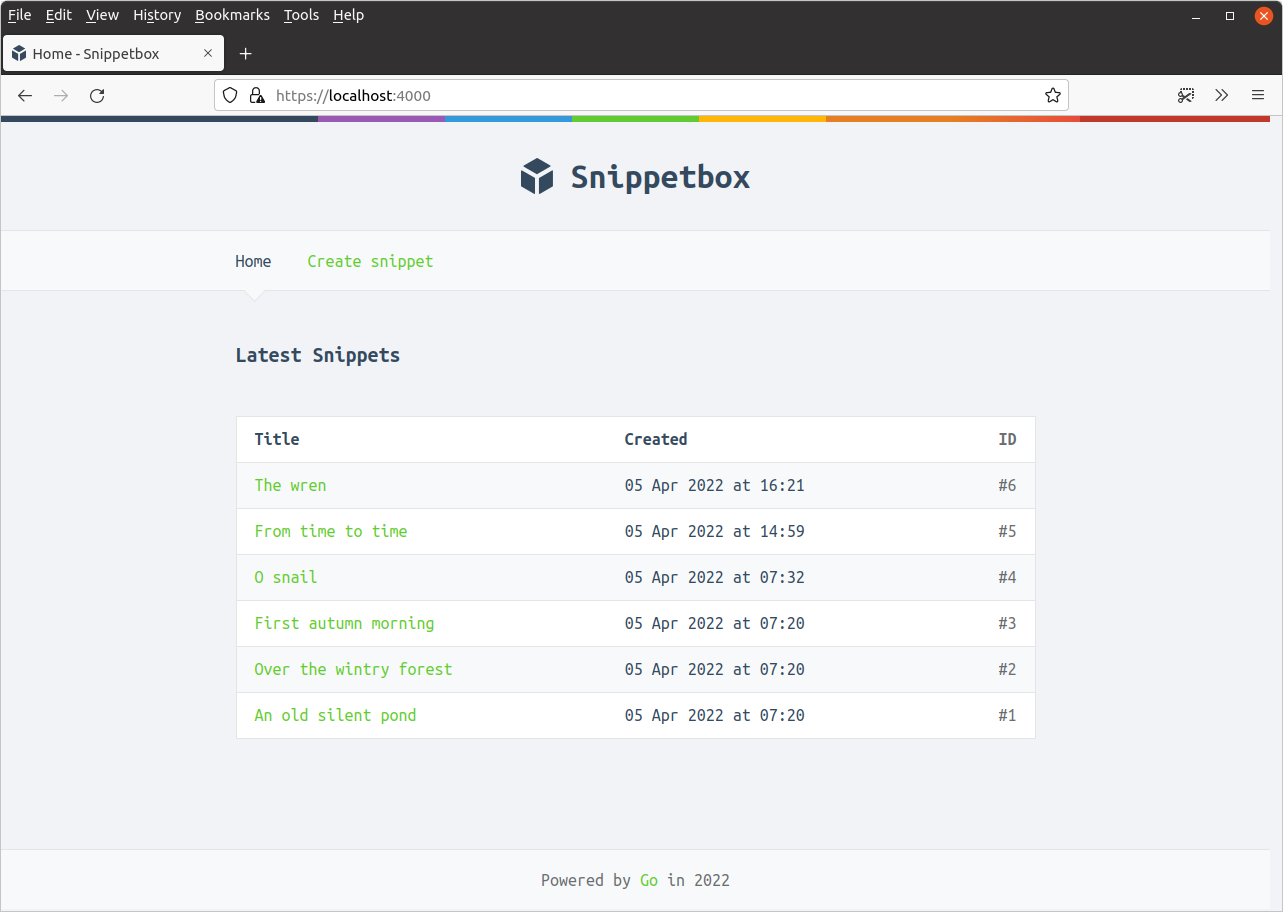 File Edit View History Bookmarks Tools Help
Home - Snippetbox
https://localhost:4000
Snippetbox
Home Create snippet
Latest Snippets
Title Created ID
The wren 05 Apr 2022 at 16:21 #6
From time to time 05 Apr 2022 at 14:59 #5
O snail 05 Apr 2022 at 07:32 #4
First autumn morning 05 Apr 2022 at 07:20 #3
Over the wintry forest 05 Apr 2022 at 07:20 #2
An old silent pond 05 Apr 2022 at 07:20 #1
Powered by Go in 2022